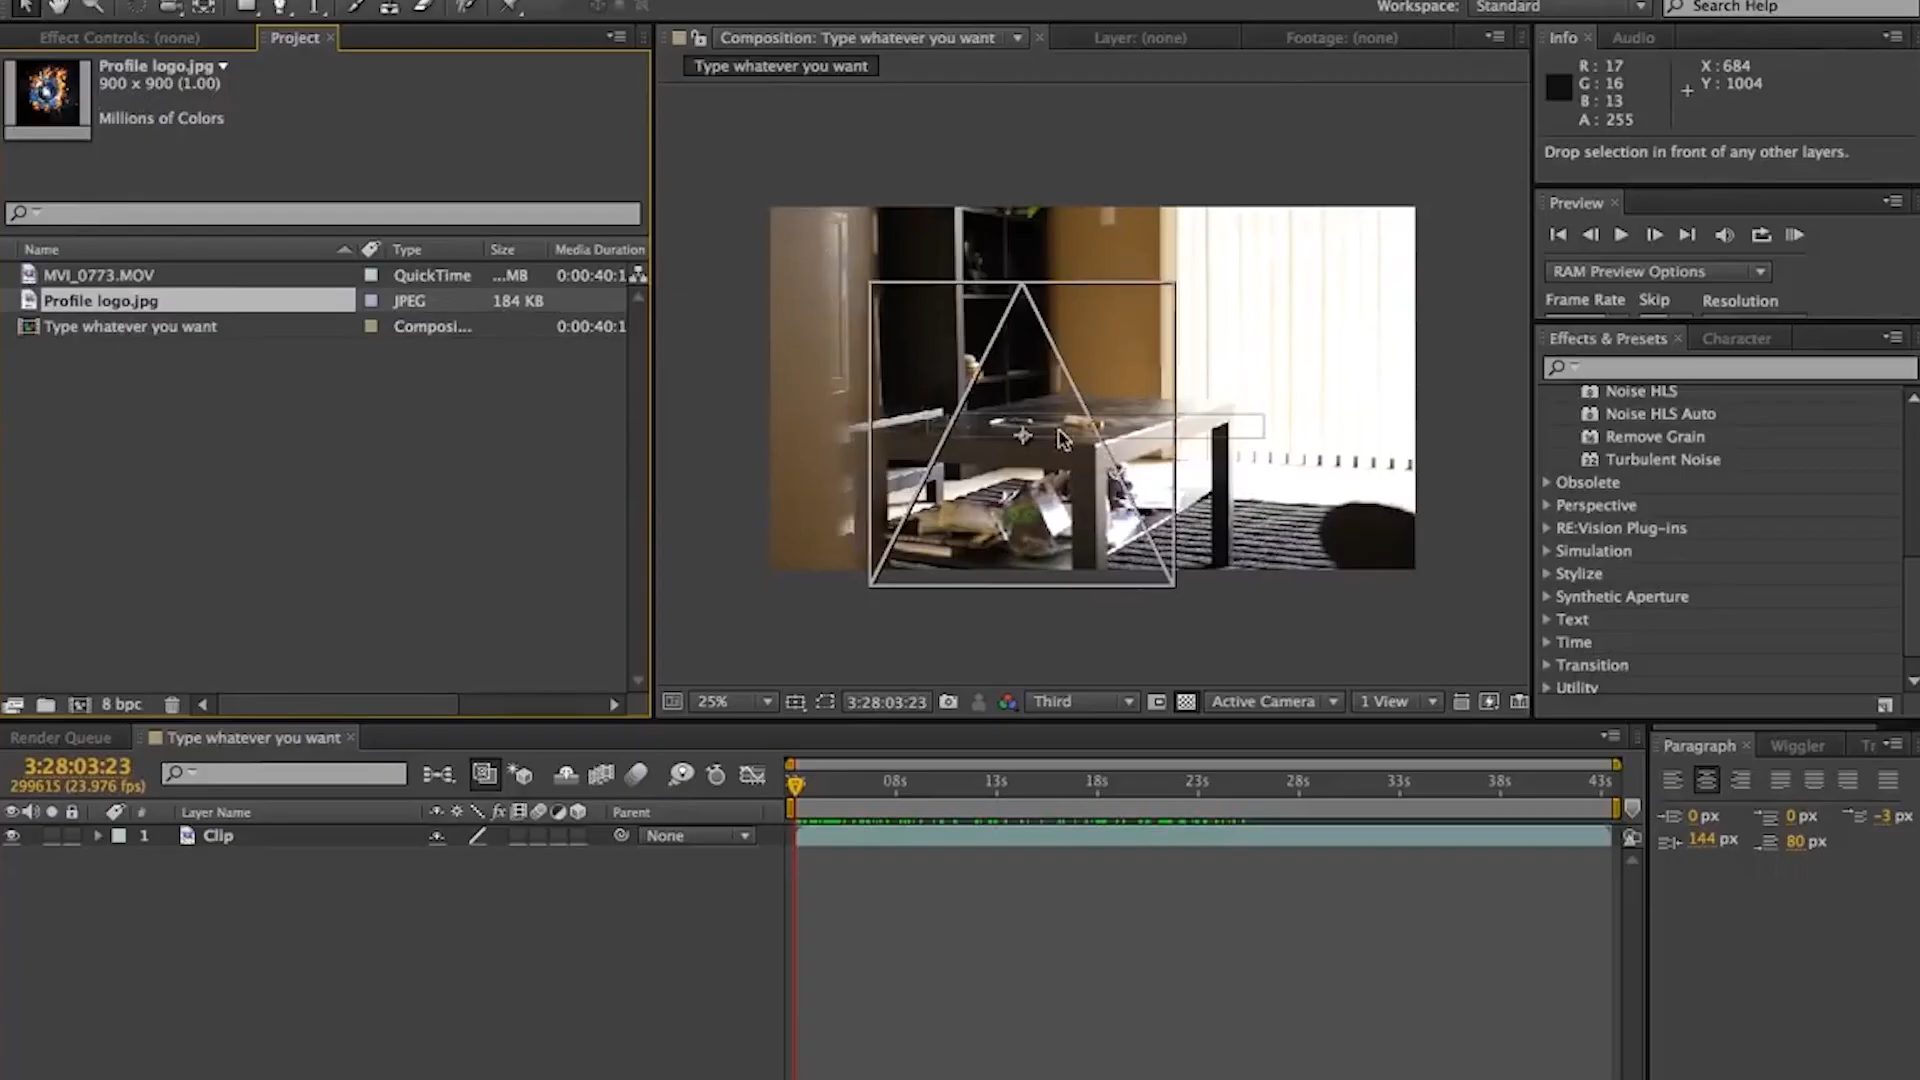 Workspace: Standard Search Help
Effect Controls: (none) Project
Composition: Type whatever you want Layer: (none) Footage: (none)
Info Audio
Profile logo.jpg
900 x 900 (1.00)
Millions of Colors
Type whatever you want
R: 17 X: 684
G: 16 Y: 1004
B: 13
A: 255
Drop selection in front of any other layers.
Preview
RAM Preview Options
Frame Rate Skip Resolution
Name Type Size Media Duration
MVI_0773.MOV QuickTime ...MB 0:00:40:1
Profile logo.jpg JPEG 184 KB
Type whatever you want Composi... 0:00:40:1
Effects & Presets Character
Noise HLS
Noise HLS Auto
Remove Grain
Turbulent Noise
Obsolete
Perspective
RE:Vision Plug-ins
Simulation
Stylize
Synthetic Aperture
Text
Time
Transition
Utility
8 bpc
25% 3:28:03:23 Third Active Camera 1 View
Render Queue Type whatever you want
3:28:03:23
299615 (23.976 fps)
08s 13s 18s 23s 28s 33s 38s 43s
# Layer Name fx Parent
1 Clip None
Paragraph Wiggler Tr
0 px 0 px -3 px
144 px 80 px